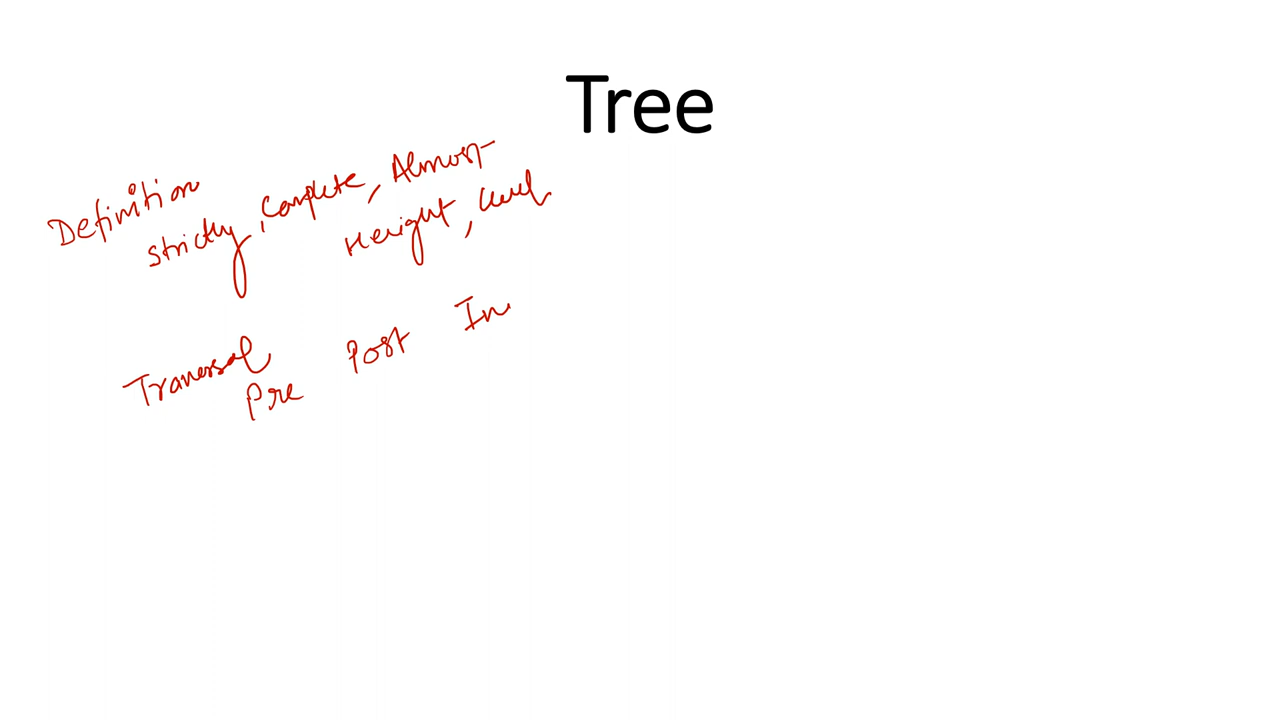 Tree
Definition
Strictly, Complete, Almost
Height, Level
Traversal
Pre Post In